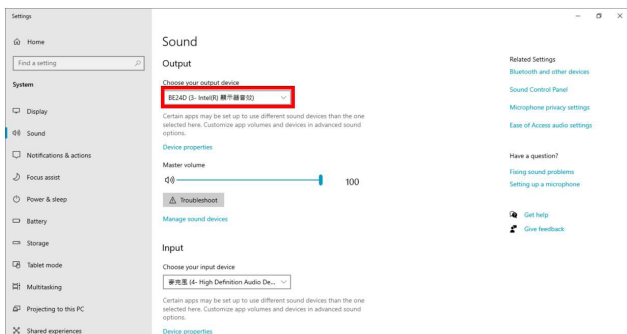 Settings
Home
Find a setting
System
Display
Sound
Notifications & actions
Focus assist
Power & sleep
Battery
Storage
Tablet mode
Multitasking
Projecting to this PC
Shared experiences
Sound
Output
Choose your output device
BE24D (3- Intel(R) 顯示器音效)
Certain apps may be set up to use different sound devices than the one
selected here. Customize app volumes and devices in advanced sound
options.
Device properties
Master volume
100
Troubleshoot
Manage sound devices
Input
Choose your input device
麥克風 (4- High Definition Audio De...
Certain apps may be set up to use different sound devices than the one
selected here. Customize app volumes and devices in advanced sound
options.
Device properties
Related Settings
Bluetooth and other devices
Sound Control Panel
Microphone privacy settings
Ease of Access audio settings
Have a question?
Fixing sound problems
Setting up a microphone
Get help
Give feedback